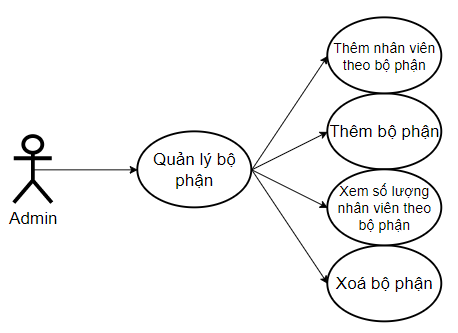 Thêm nhân viên
theo bộ phận
Thêm bộ phận
Quản lý bộ
phận
Xem số lượng
nhân viên theo
bộ phận
Admin
Xoá bộ phận